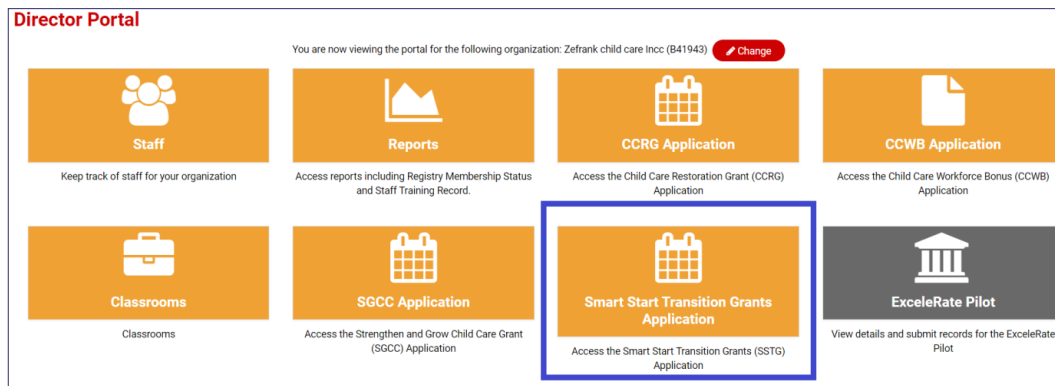 Director Portal
You are now viewing the portal for the following organization: Zefrank child care Incc (B41943) Change
Staff
Keep track of staff for your organization
Reports
Access reports including Registry Membership Status
and Staff Training Record.
CCRG Application
Access the Child Care Restoration Grant (CCRG)
Application
CCWB Application
Access the Child Care Workforce Bonus (CCWB)
Application
Classrooms
Classrooms
SGCC Application
Access the Strengthen and Grow Child Care Grant
(SGCC) Application
Smart Start Transition Grants
Application
Access the Smart Start Transition Grants (SSTG)
Application
ExceleRate Pilot
View details and submit records for the ExceleRate
Pilot